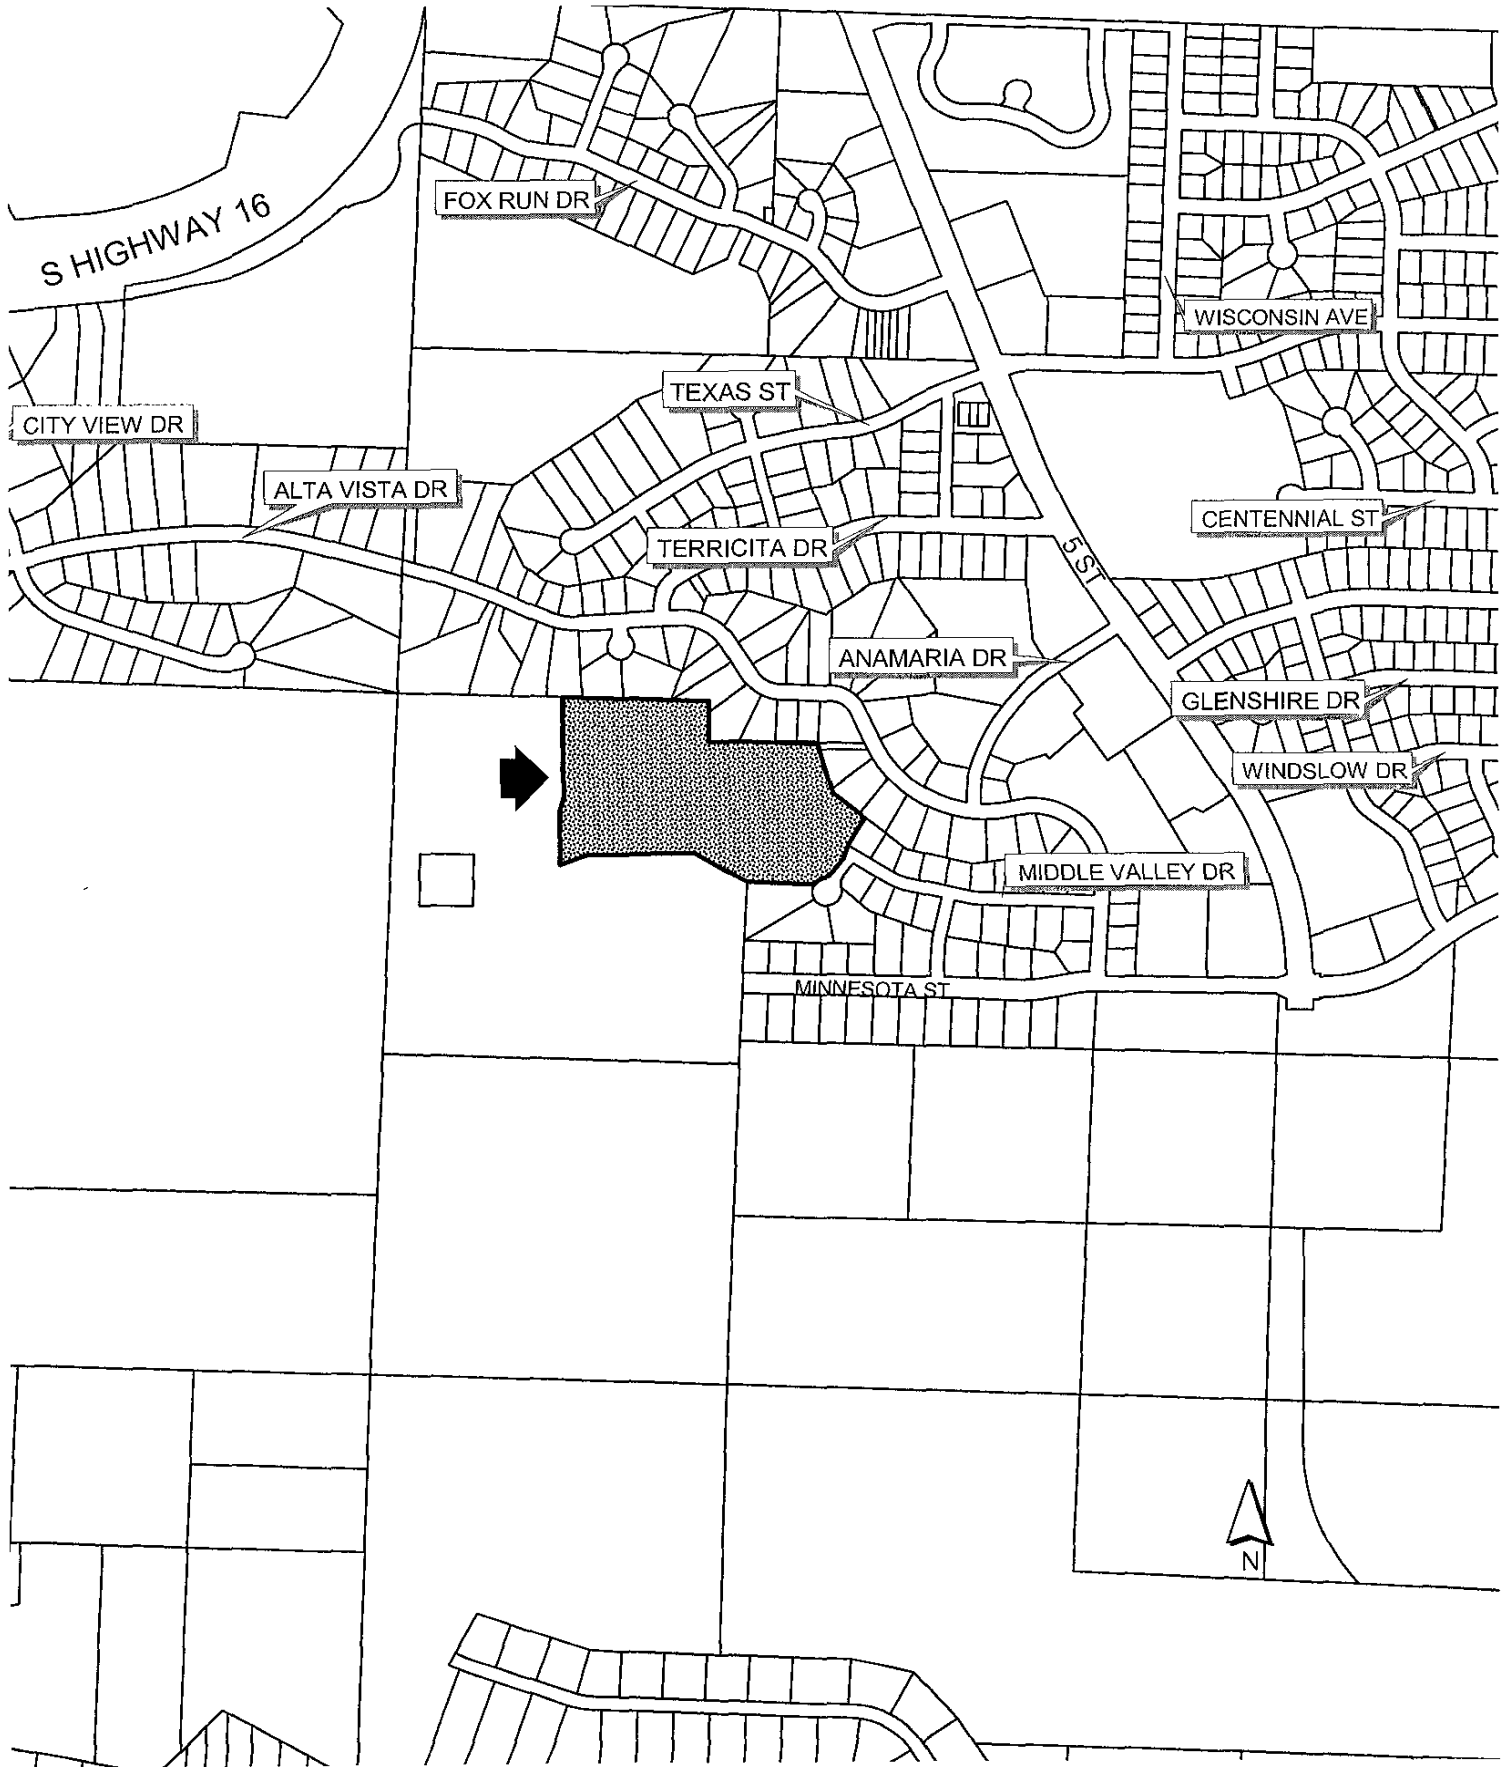 FOX RUN DR
S HIGHWAY 16
WISCONSIN AVE
TEXAS ST
CITY VIEW DR
ALTA VISTA DR
CENTENNIAL ST
TERRICITA DR
5 ST
ANAMARIA DR
GLENSHIRE DR
WINDSLOW DR
MIDDLE VALLEY DR
MINNESOTA ST
N